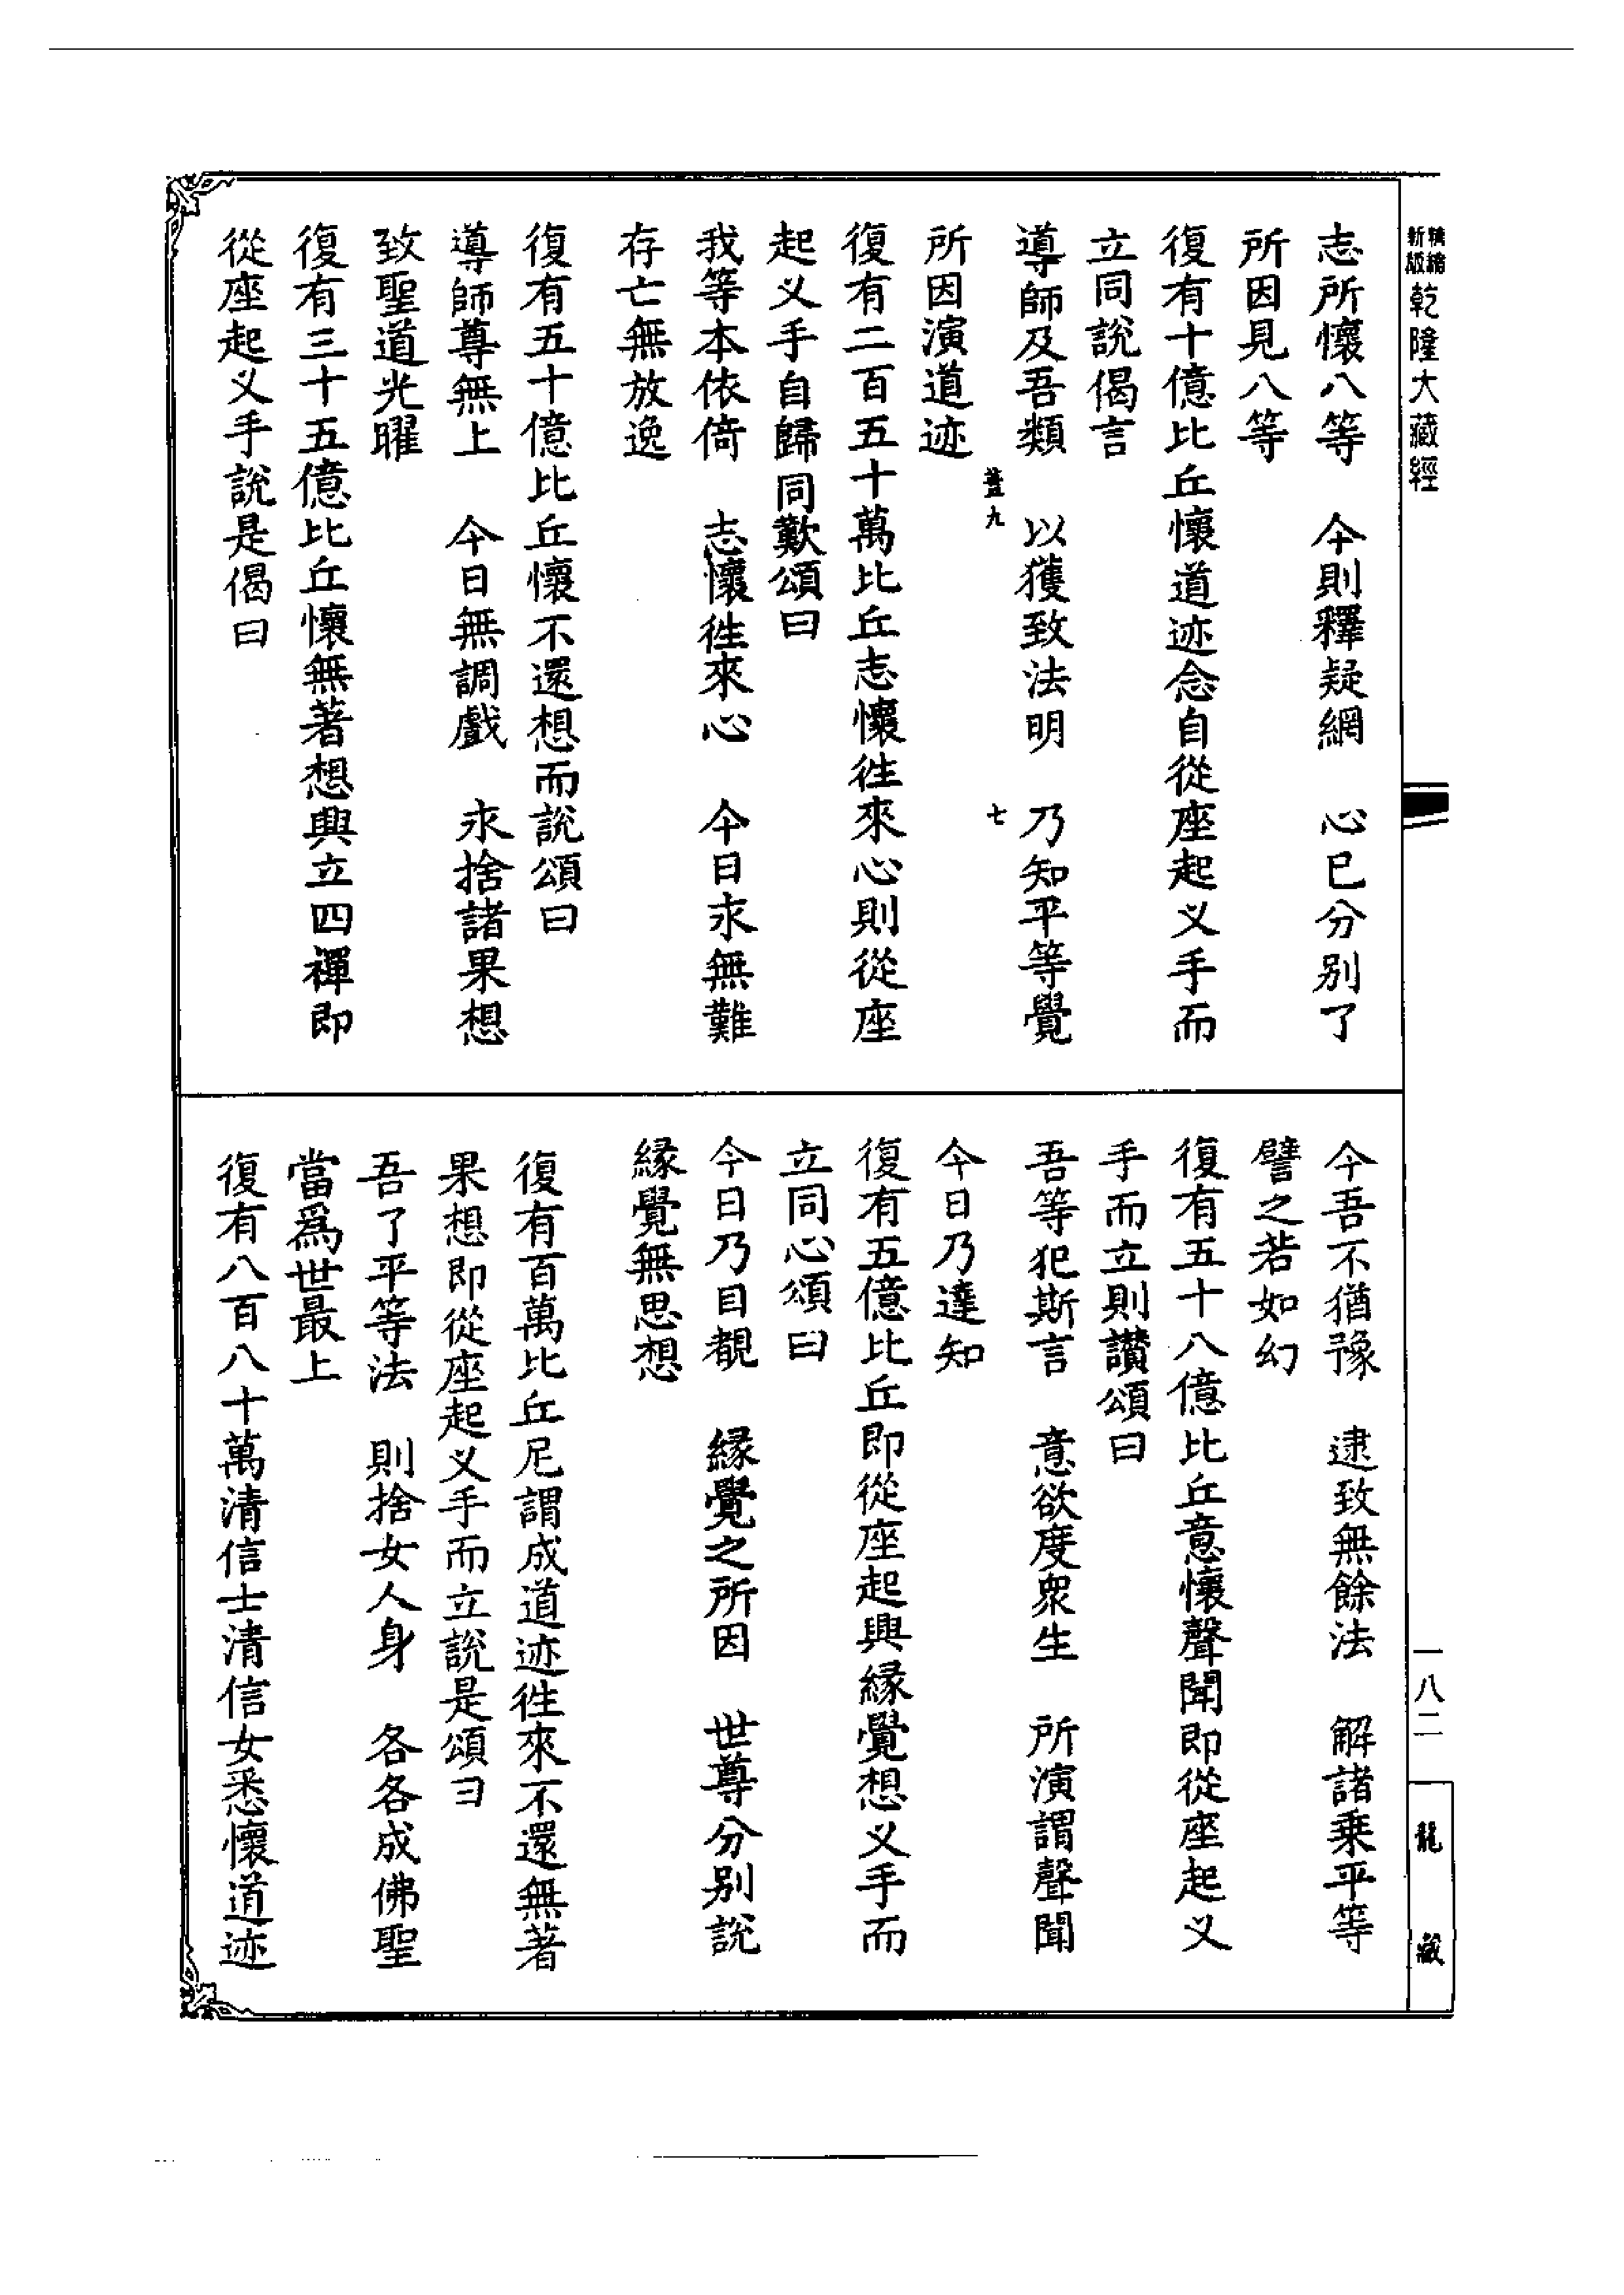 精縮新版乾隆大藏經
志所懷八等　今則釋疑網　心已分別了
所因見八等
復有十億比丘懷道迹念自從座起义手而
立同說偈言
導師及吾類　以獲致法明　乃知平等覺
蓋九　七
所因演道迹
復有二百五十萬比丘志懷徃來心則從座
起义手自歸同歎頌曰
我等本依倚　志懷徃來心　今日永無難
存亡無放逸
復有五十億比丘懷不還想而說頌曰
導師尊無上　今日無調戲　永捨諸果想
致聖道光曜
復有三十五億比丘懷無著想興立四禪即
從座起义手說是偈曰
今吾不猶豫　逮致無餘法　解諸乗平等
譬之若如幻
復有五十八億比丘意懷聲聞即從座起义
手而立則讚頌曰
吾等犯斯言　意欲度衆生　所演謂聲聞
今日乃達知
復有五億比丘即從座起興緣覺想义手而
立同心頌曰
今日乃目覩　緣覺之所因　世尊分別說
緣覺無思想
復有百萬比丘尼謂成道迹徃來不還無著
果想即從座起义手而立說是頌曰
吾了平等法　則捨女人身　各各成佛聖
當爲世最上
復有八百八十萬清信士清信女悉懷道迹
一八二
龍藏